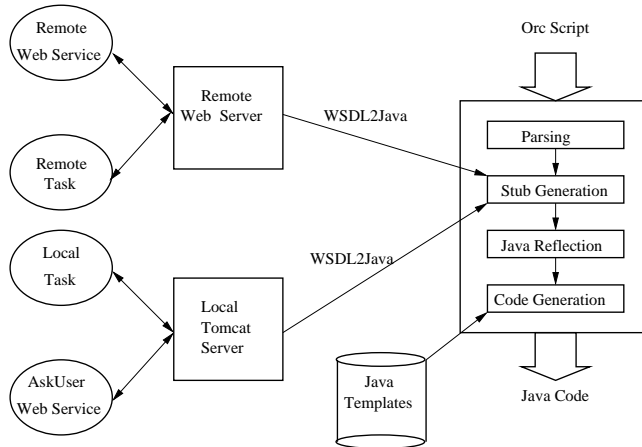 Remote
Web Service
Remote
Task
Local
Task
AskUser
Web Service
Remote
Web Server
Local
Tomcat
Server
WSDL2Java
WSDL2Java
Java
Templates
Orc Script
Parsing
Stub Generation
Java Reflection
Code Generation
Java Code